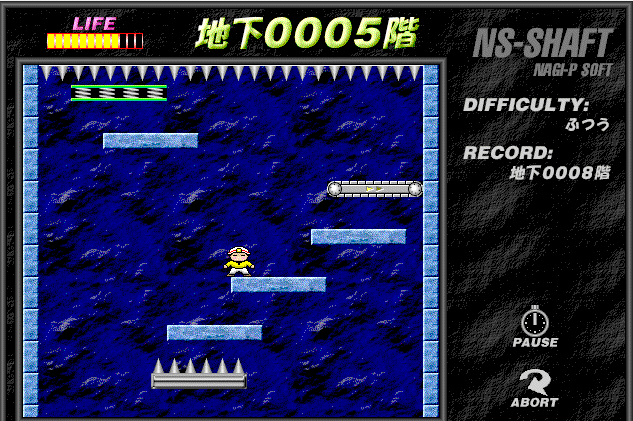 LIFE
地下0005階
NS-SHAFT
NAGI-P SOFT
DIFFICULTY:
ふつう
RECORD:
地下0008階
PAUSE
ABORT